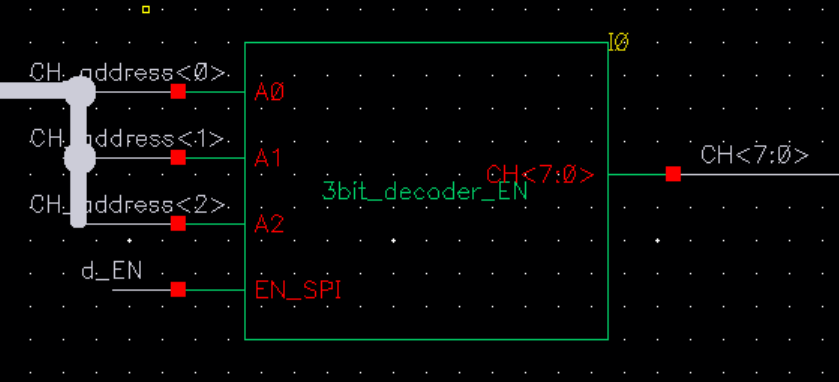 I0
CH_address<0>
A0
CH_address<1>
A1
CH<7:0>
CH<7:0>
3bit_decoder_EN
CH_address<2>
A2
d_EN
EN_SPI